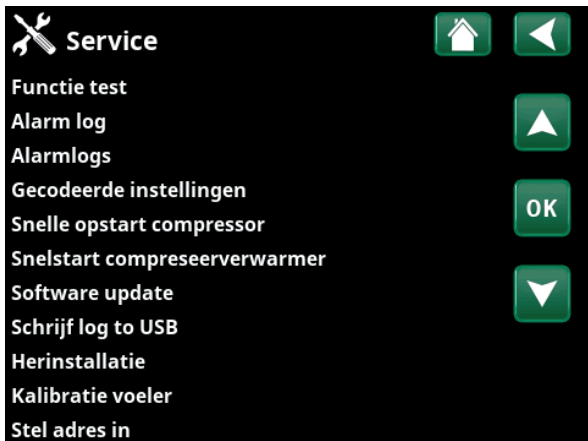 Service
Functie test
Alarm log
Alarmlogs
Gecodeerde instellingen
OK
Snelle opstart compressor
Snelstart compreseerverwarmer
Software update
Schrijf log to USB
Herinstallatie
Kalibratie voeler
Stel adres in